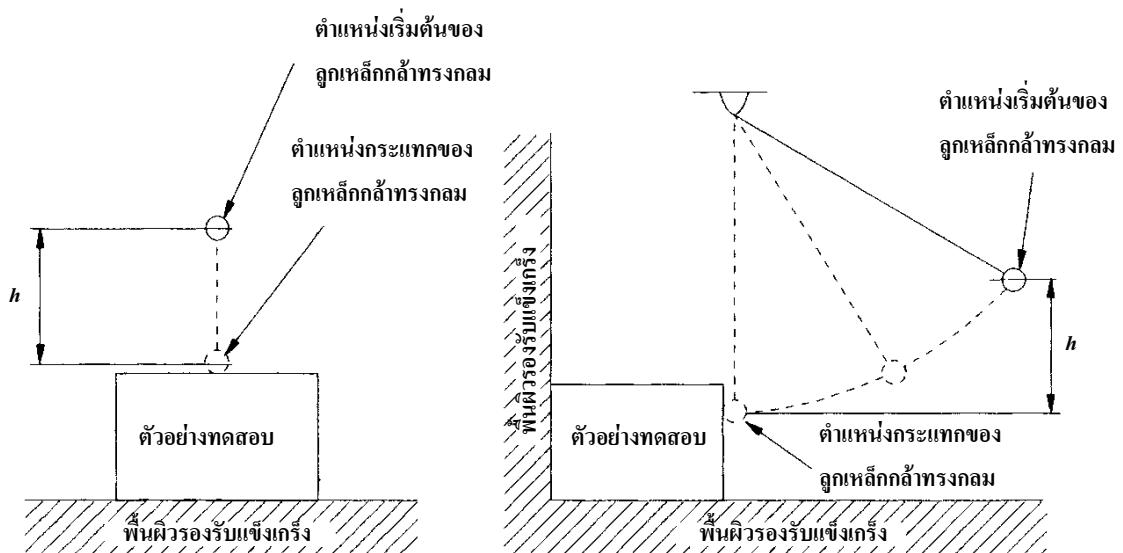 ตำแหน่งเริ่มต้นของ
ลูกเหล็กกล้าทรงกลม
ตำแหน่งกระแทกของ
ลูกเหล็กกล้าทรงกลม
h
ตัวอย่างทดสอบ
พื้นผิวรองรับแข็งเกร็ง
ตำแหน่งเริ่มต้นของ
ลูกเหล็กกล้าทรงกลม
พื้นผิวรองรับแข็งเกร็ง
h
ตัวอย่างทดสอบ
ตำแหน่งกระแทกของ
ลูกเหล็กกล้าทรงกลม
พื้นผิวรองรับแข็งเกร็ง